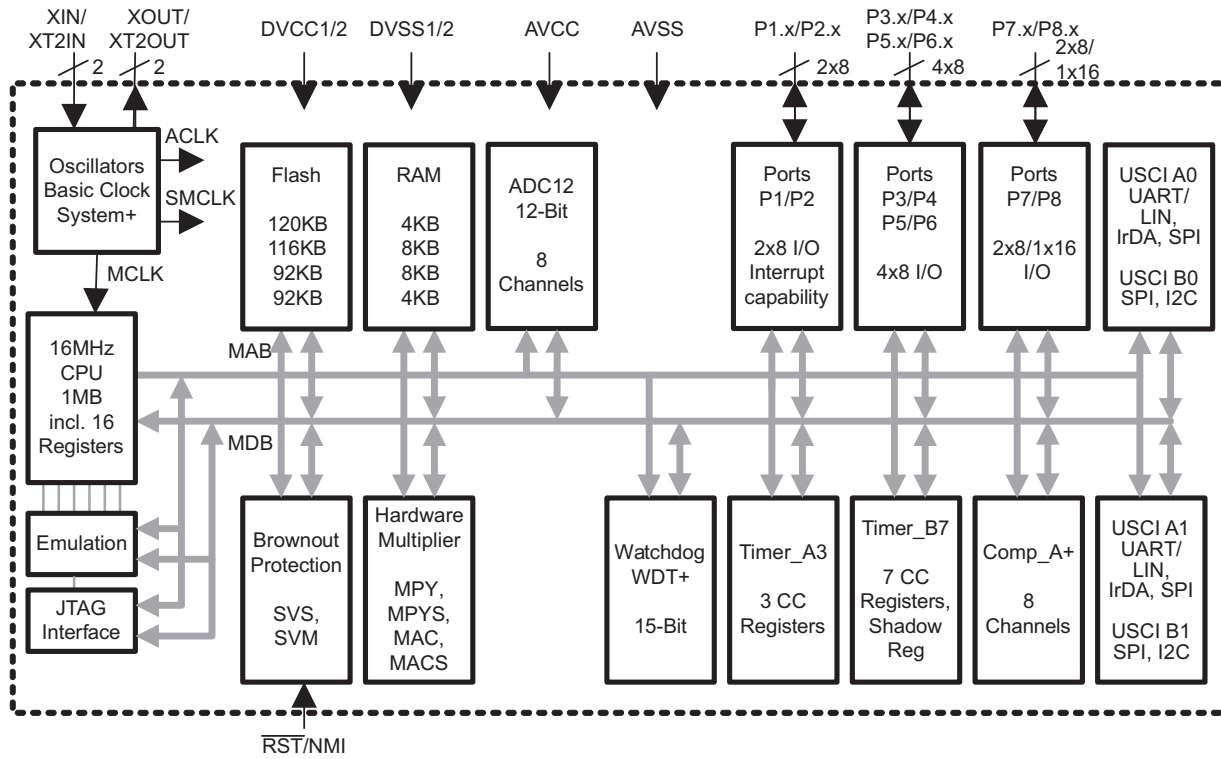 XIN/
XT2IN
XOUT/
XT2OUT
DVCC1/2
DVSS1/2
AVCC
AVSS
P1.x/P2.x
P3.x/P4.x
P5.x/P6.x
P7.x/P8.x
2
2
2x8
4x8
2x8/
1x16
ACLK
SMCLK
MCLK
Oscillators
Basic Clock
System+
Flash
120KB
116KB
92KB
92KB
RAM
4KB
8KB
8KB
4KB
ADC12
12-Bit
8
Channels
Ports
P1/P2
2x8 I/O
Interrupt
capability
Ports
P3/P4
P5/P6
4x8 I/O
Ports
P7/P8
2x8/1x16
I/O
USCI A0
UART/
LIN,
IrDA, SPI
USCI B0
SPI, I2C
16MHz
CPU
1MB
incl. 16
Registers
MAB
MDB
Emulation
JTAG
Interface
Brownout
Protection
SVS,
SVM
Hardware
Multiplier
MPY,
MPYS,
MAC,
MACS
Watchdog
WDT+
15-Bit
Timer_A3
3 CC
Registers
Timer_B7
7 CC
Registers,
Shadow
Reg
Comp_A+
8
Channels
USCI A1
UART/
LIN,
IrDA, SPI
USCI B1
SPI, I2C
RST/NMI